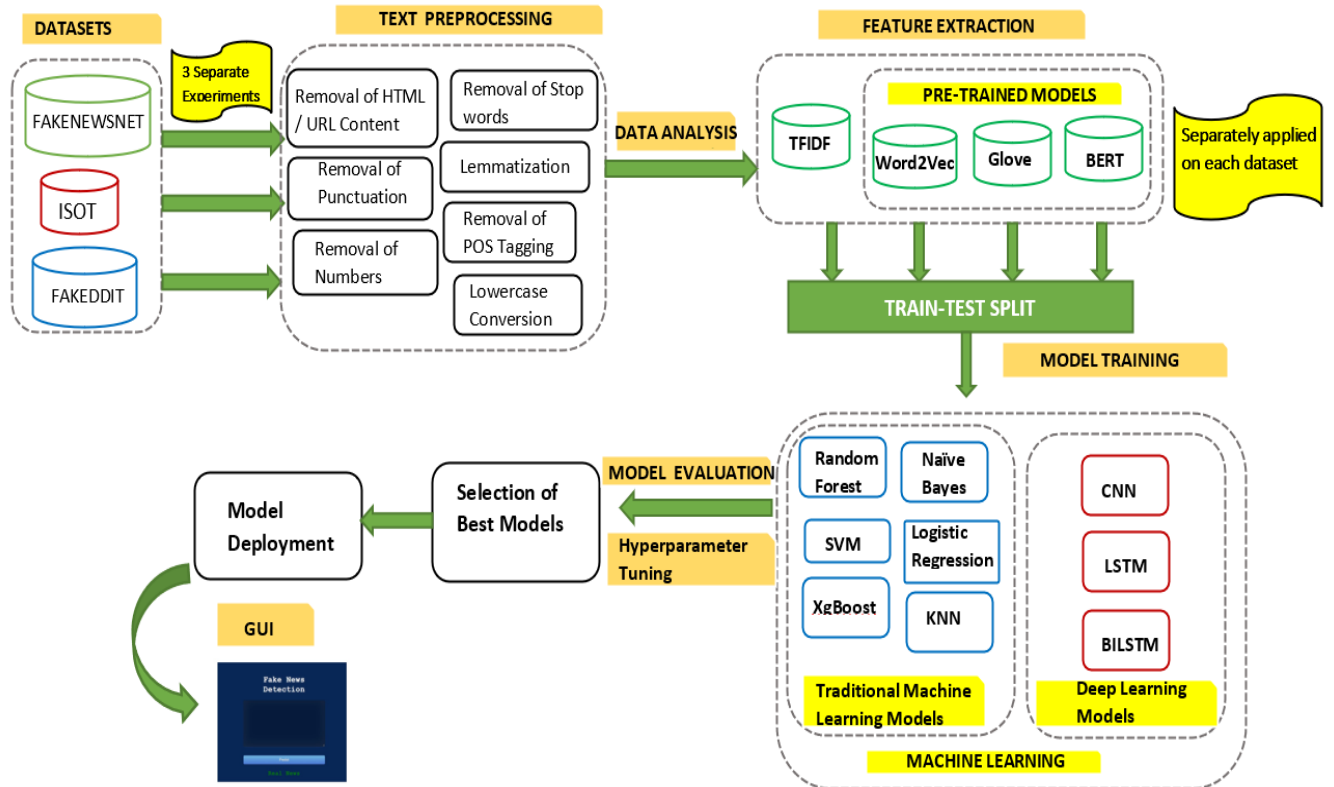 DATASETS
3 Separate
Experiments
FAKENEWSNET
ISOT
FAKEDDIT
TEXT PREPROCESSING
Removal of HTML
/ URL Content
Removal of
Punctuation
Removal of
Numbers
Removal of Stop
words
Lemmatization
Removal of
POS Tagging
Lowercase
Conversion
DATA ANALYSIS
FEATURE EXTRACTION
TFIDF
PRE-TRAINED MODELS
Word2Vec
Glove
BERT
Separately applied
on each dataset
TRAIN-TEST SPLIT
MODEL TRAINING
Random
Forest
Naïve
Bayes
SVM
Logistic
Regression
XgBoost
KNN
Traditional Machine
Learning Models
CNN
LSTM
BILSTM
Deep Learning
Models
MACHINE LEARNING
MODEL EVALUATION
Hyperparameter
Tuning
Selection of
Best Models
Model
Deployment
GUI
Fake News
Detection
Real News